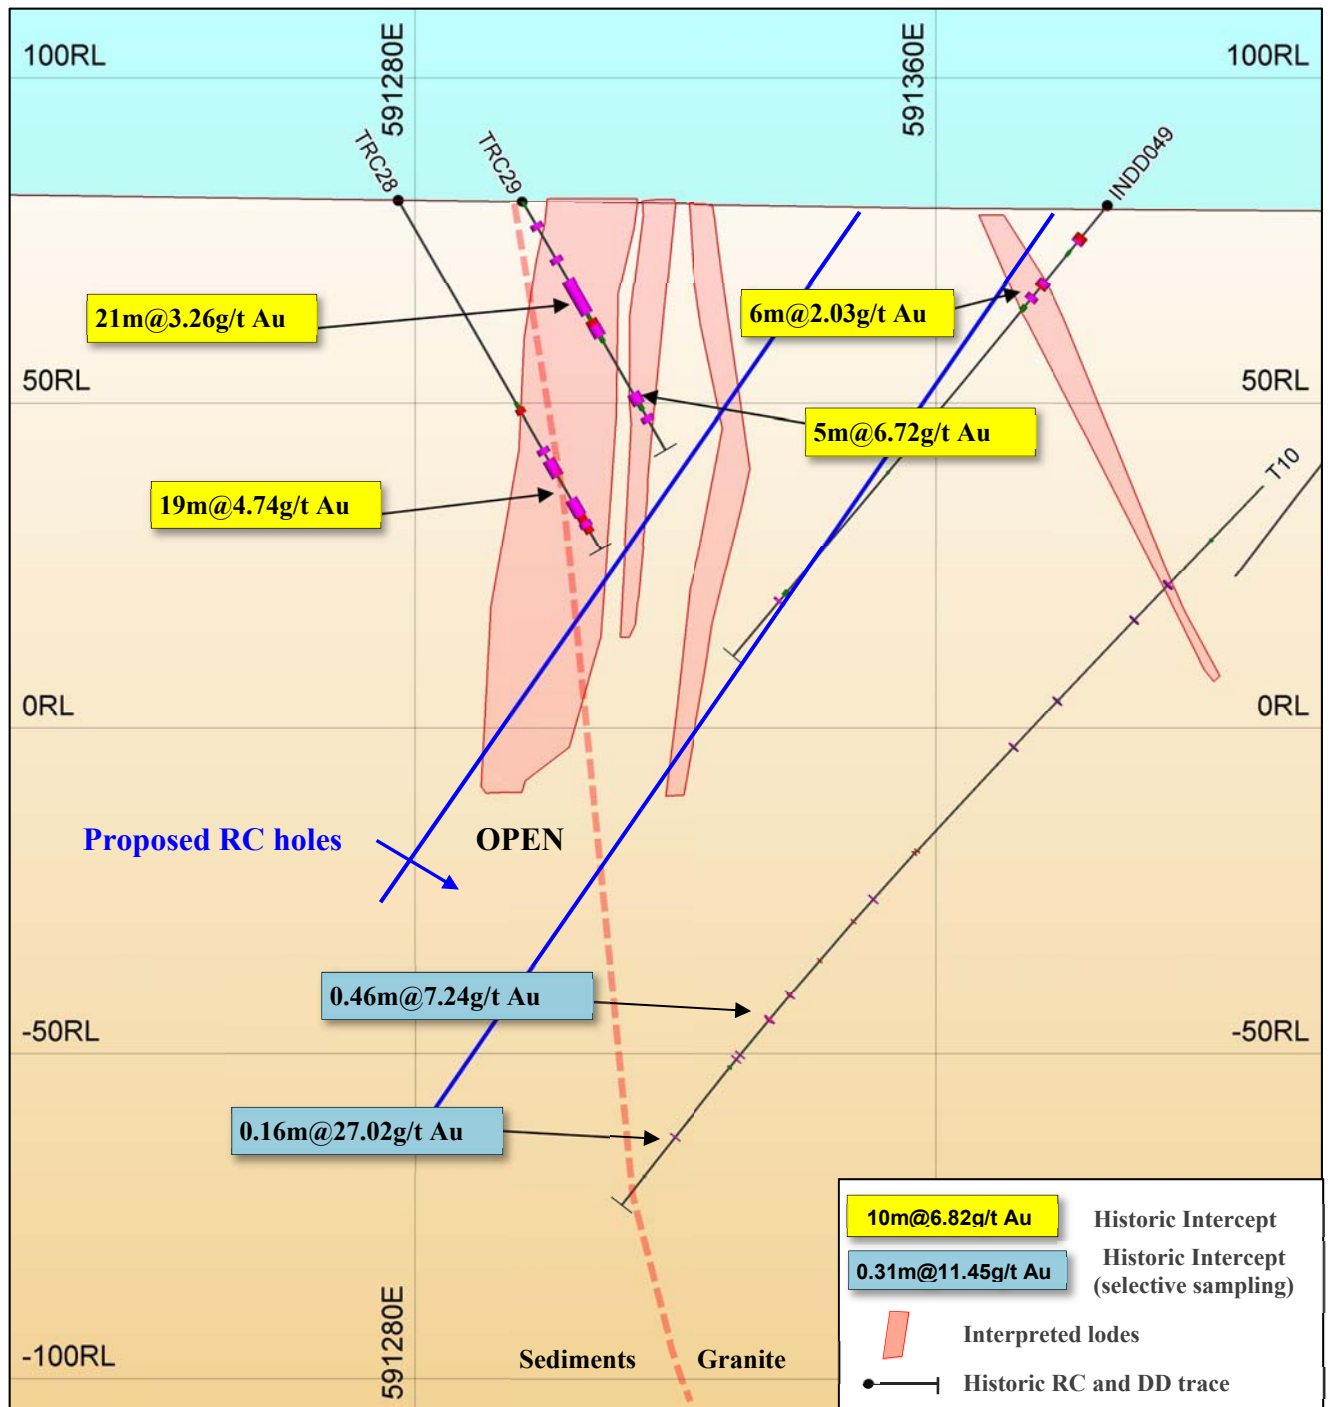 100RL
591280E
591360E
100RL
TRC28
TRC29
INDD049
21m@3.26g/t Au
6m@2.03g/t Au
50RL
50RL
5m@6.72g/t Au
T10
19m@4.74g/t Au
0RL
0RL
Proposed RC holes
OPEN
0.46m@7.24g/t Au
-50RL
-50RL
0.16m@27.02g/t Au
10m@6.82g/t Au
Historic Intercept
0.31m@11.45g/t Au
Historic Intercept
(selective sampling)
Interpreted lodes
Historic RC and DD trace
-100RL
591280E
Sediments
Granite